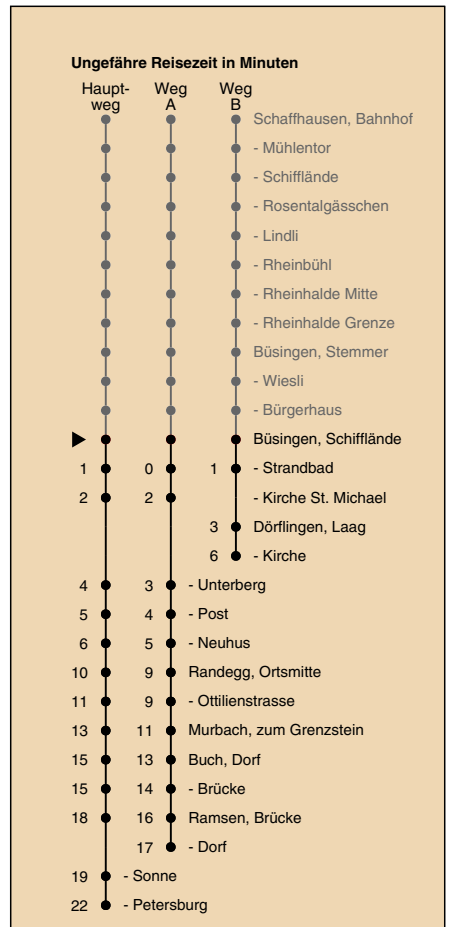 Ungefähre Reisezeit in Minuten
Haupt- Weg Weg
weg A B
Schaffhausen, Bahnhof
- Mühlentor
- Schifflände
- Rosentalgässchen
- Lindli
- Rheinbühl
- Rheinhalde Mitte
- Rheinhalde Grenze
Büsingen, Stemmer
- Wiesli
- Bürgerhaus
Büsingen, Schifflände
1 0 1 - Strandbad
2 2 - Kirche St. Michael
3 Dörflingen, Laag
6 - Kirche
4 3 - Unterberg
5 4 - Post
6 5 - Neuhus
10 9 Randegg, Ortsmitte
11 9 - Ottilienstrasse
13 11 Murbach, zum Grenzstein
15 13 Buch, Dorf
15 14 - Brücke
18 16 Ramsen, Brücke
17 - Dorf
19 - Sonne
22 - Petersburg